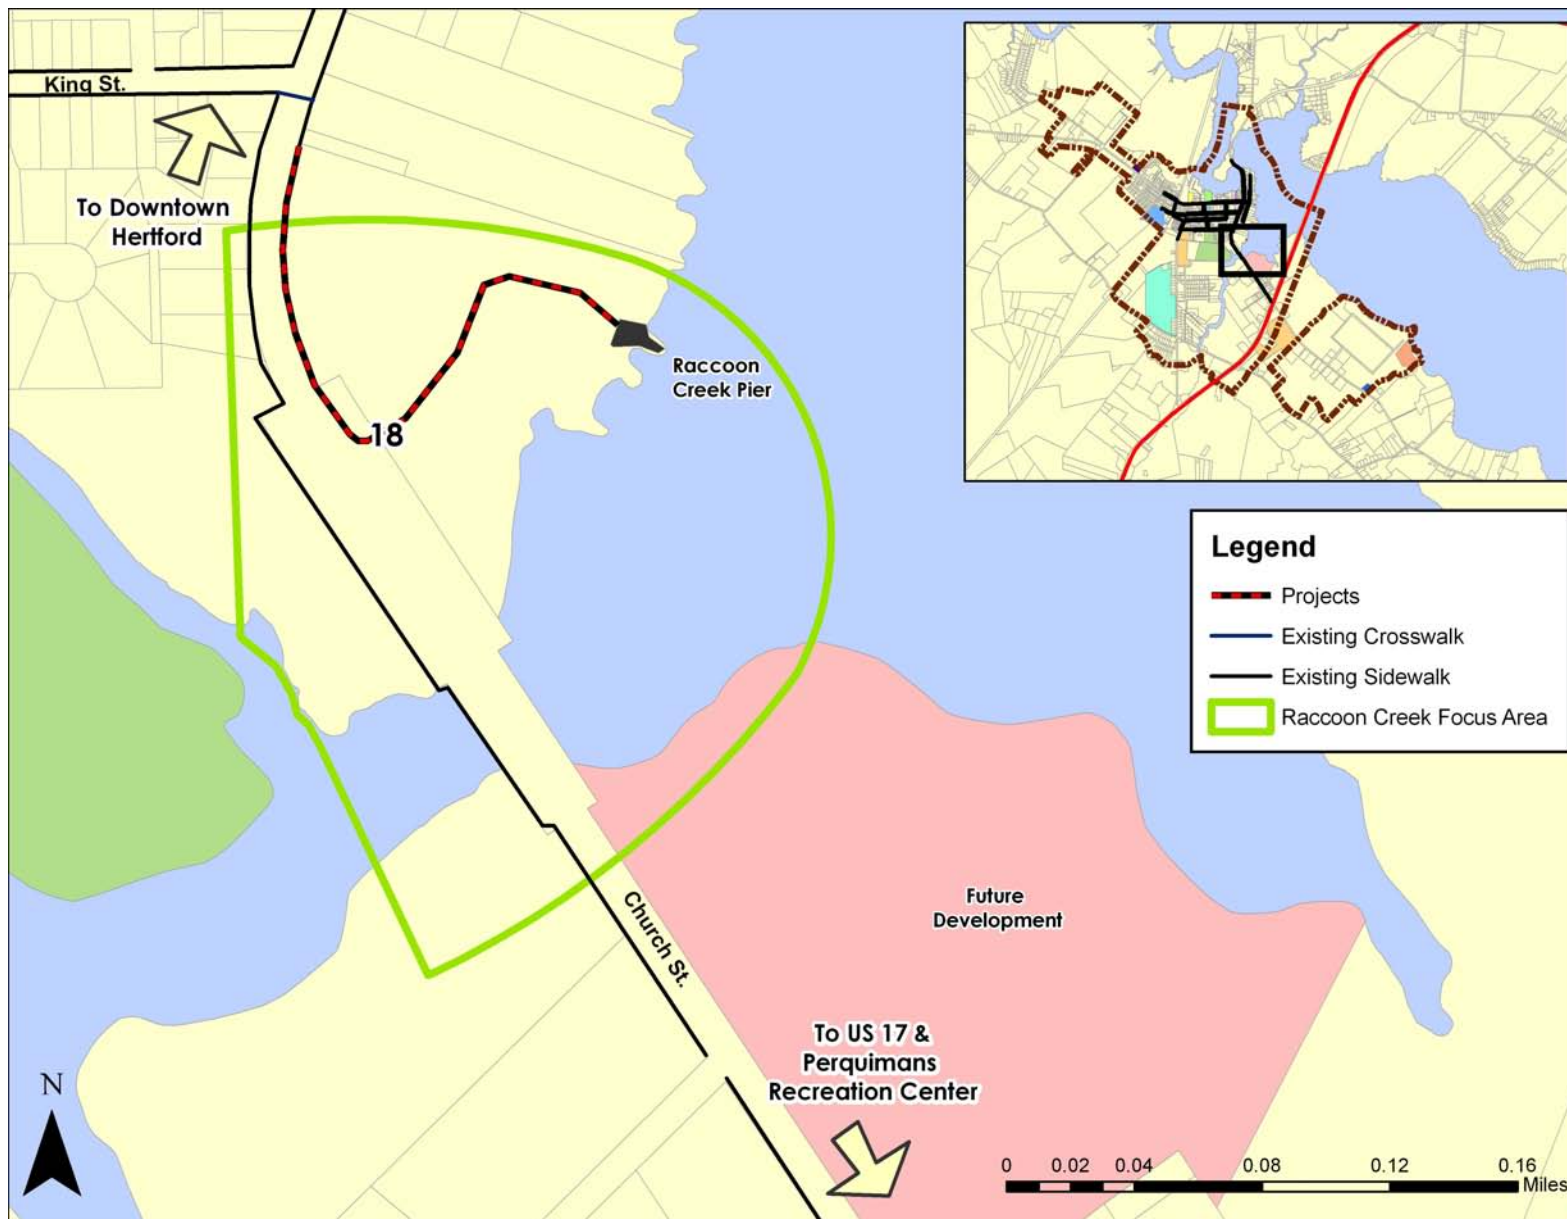 King St.
To Downtown
Hertford
Raccoon
Creek Pier
18
Legend
Projects
Existing Crosswalk
Existing Sidewalk
Raccoon Creek Focus Area
Future
Development
Church St.
To US 17 &
Perquimans
Recreation Center
N
0 0.02 0.04 0.08 0.12 0.16
Miles